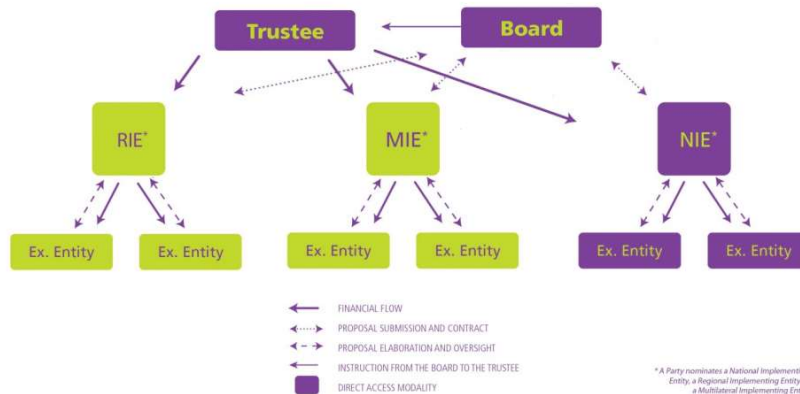 Trustee
Board
RIE*
MIE*
NIE*
Ex. Entity
Ex. Entity
Ex. Entity
Ex. Entity
Ex. Entity
Ex. Entity
FINANCIAL FLOW
PROPOSAL SUBMISSION AND CONTRACT
PROPOSAL ELABORATION AND OVERSIGHT
INSTRUCTION FROM THE BOARD TO THE TRUSTEE
DIRECT ACCESS MODALITY
* A Party nominates a National Implementi
Entity, a Regional Implementing Entity
a Multilateral Implementing Ent